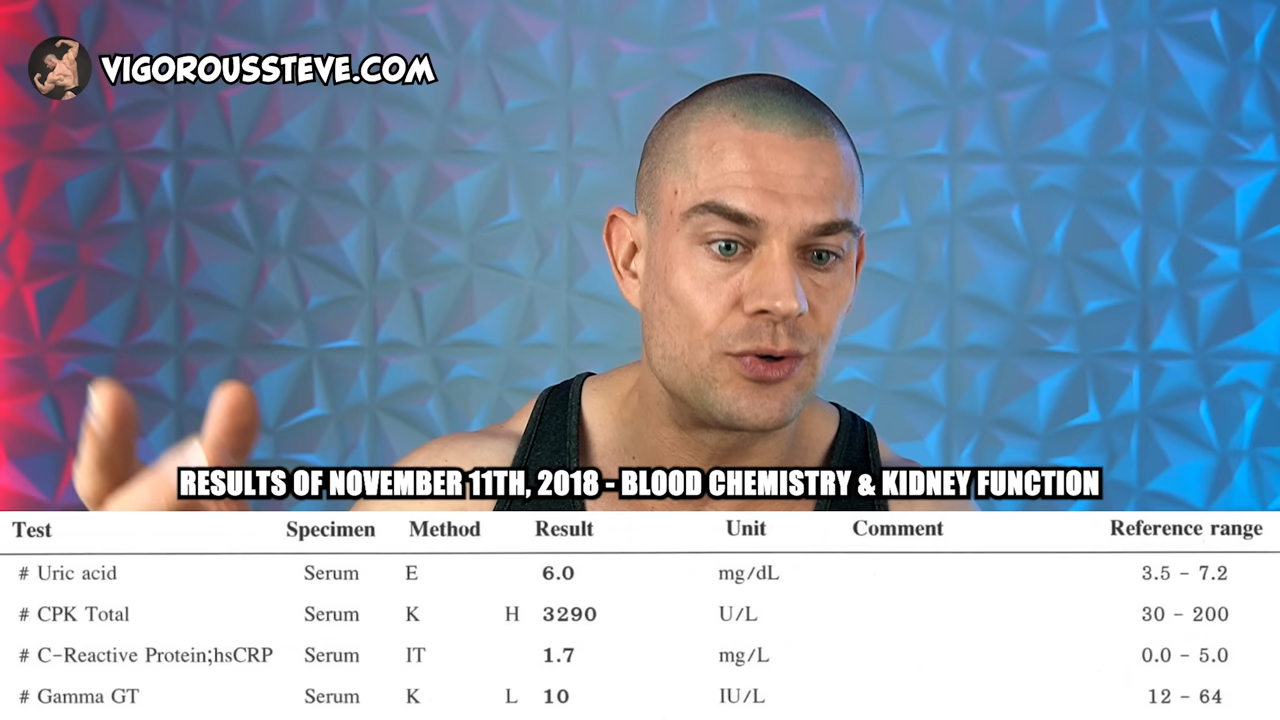 VIGOROUSSTEVE.COM
RESULTS OF NOVEMBER 11TH, 2018 - BLOOD CHEMISTRY & KIDNEY FUNCTION
Test Specimen Method Result Unit Comment Reference range
# Uric acid Serum E 6.0 mg/dL 3.5 - 7.2
# CPK Total Serum K H 3290 U/L 30 - 200
# C-Reactive Protein;hsCRP Serum IT 1.7 mg/L 0.0 - 5.0
# Gamma GT Serum K L 10 IU/L 12 - 64